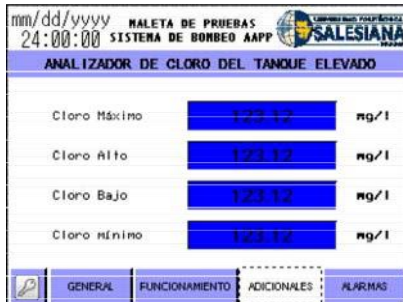 mm/dd/yyyy MALETA DE PRUEBAS
24:00:00 SISTEMA DE BOMBEO AAPP
UNIVERSIDAD POLITÉCNICA
SALESIANA
ANALIZADOR DE CLORO DEL TANQUE ELEVADO
Cloro Máximo 123.12 mg/l
Cloro Alto 123.12 mg/l
Cloro Bajo 123.12 mg/l
Cloro mínimo 123.12 mg/l
GENERAL FUNCIONAMIENTO ADICIONALES ALARMAS